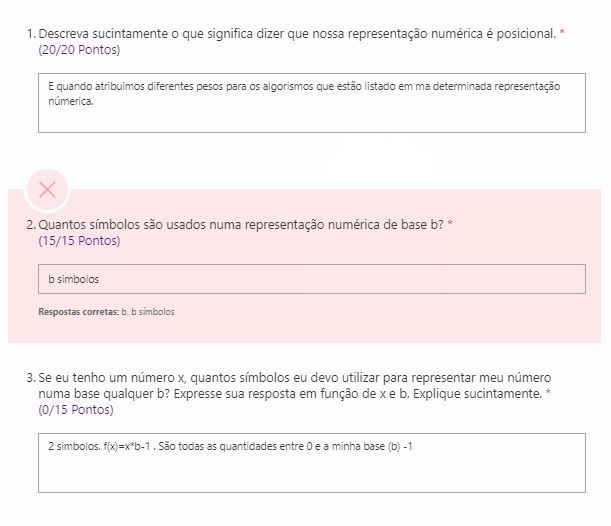 1. Descreva sucintamente o que significa dizer que nossa representação numérica é posicional. *
(20/20 Pontos)
E quando atribuimos diferentes pesos para os algorismos que estão listado em ma determinada representação
númerica.
2. Quantos símbolos são usados numa representação numérica de base b? *
(15/15 Pontos)
b simbolos
Respostas corretas: b, b símbolos
3. Se eu tenho um número x, quantos símbolos eu devo utilizar para representar meu número
numa base qualquer b? Expresse sua resposta em função de x e b. Explique sucintamente. *
(0/15 Pontos)
2 simbolos. f(x)=x*b-1 . São todas as quantidades entre 0 e a minha base (b) -1